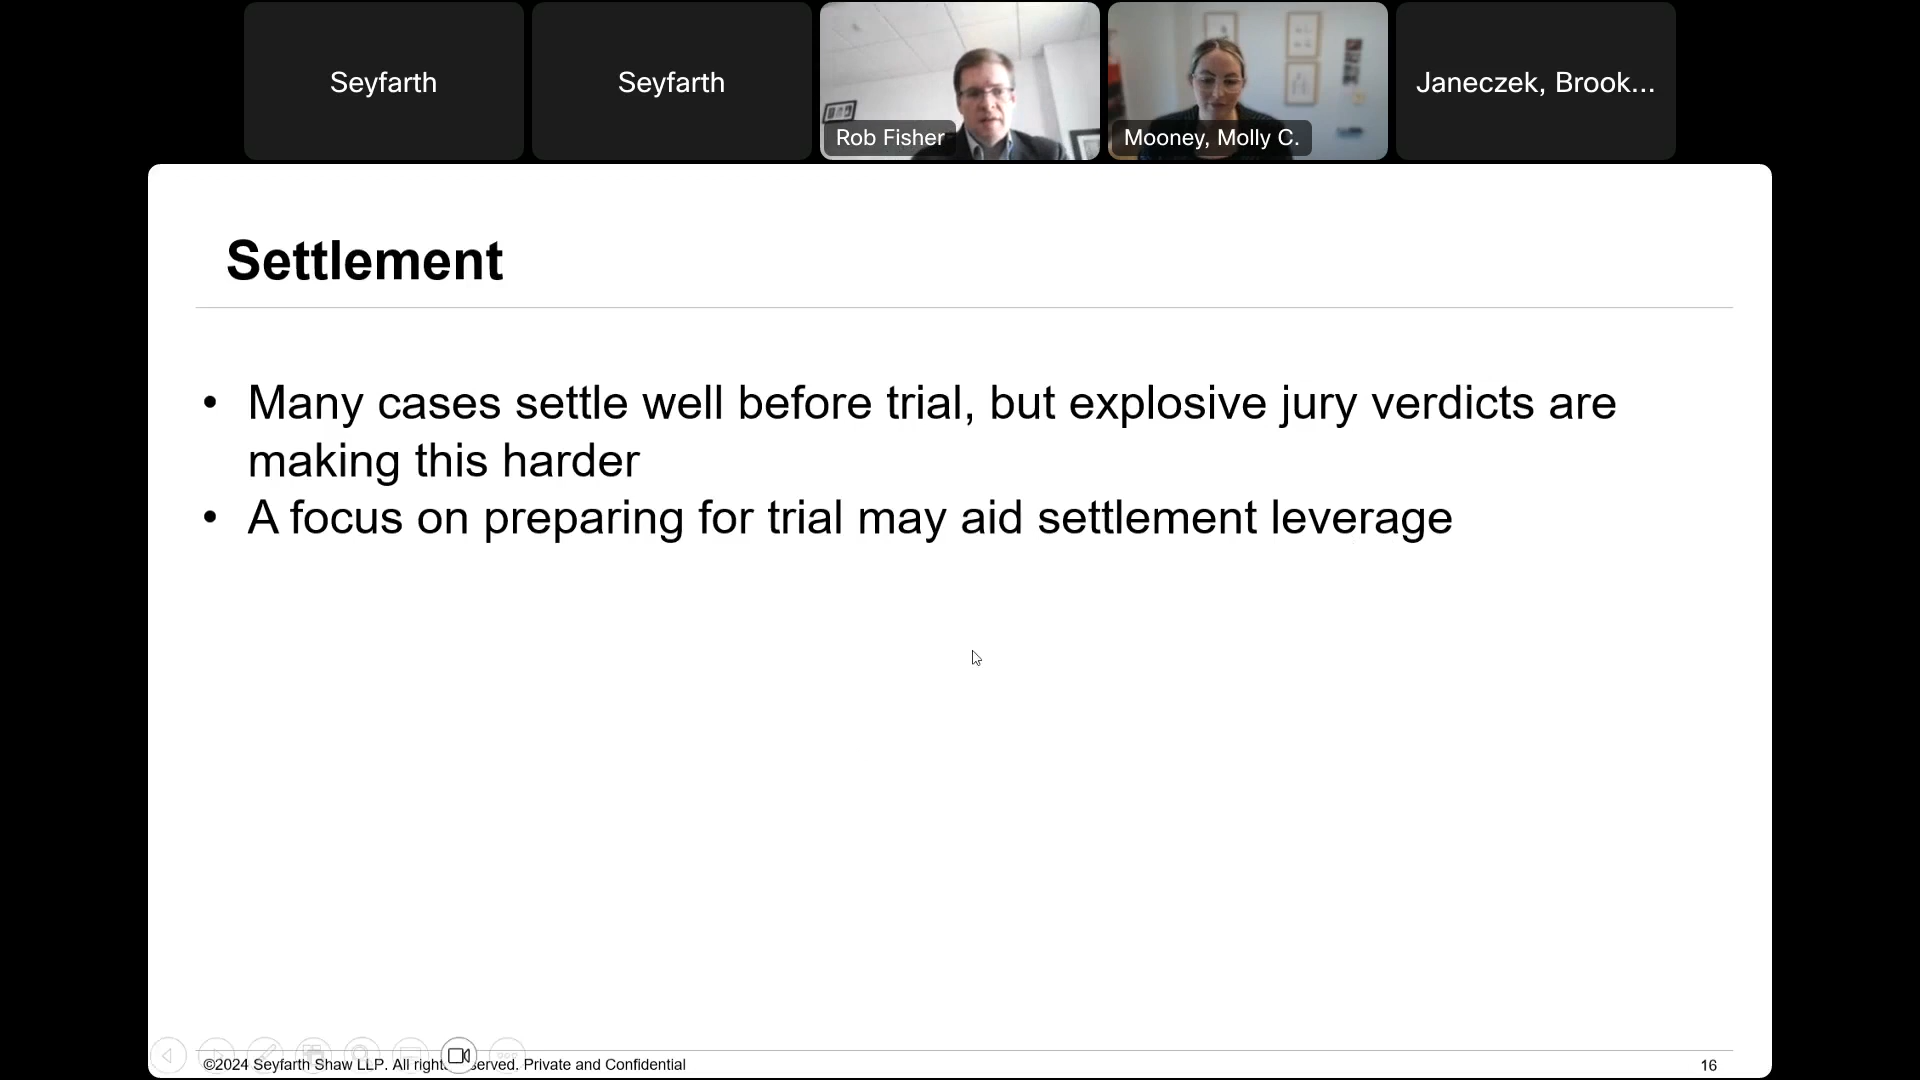 Seyfarth
Seyfarth
Rob Fisher
Mooney, Molly C.
Janeczek, Brook...
Settlement
• Many cases settle well before trial, but explosive jury verdicts are
making this harder
• A focus on preparing for trial may aid settlement leverage
©2024 Seyfarth Shaw LLP. All right served. Private and Confidential
16